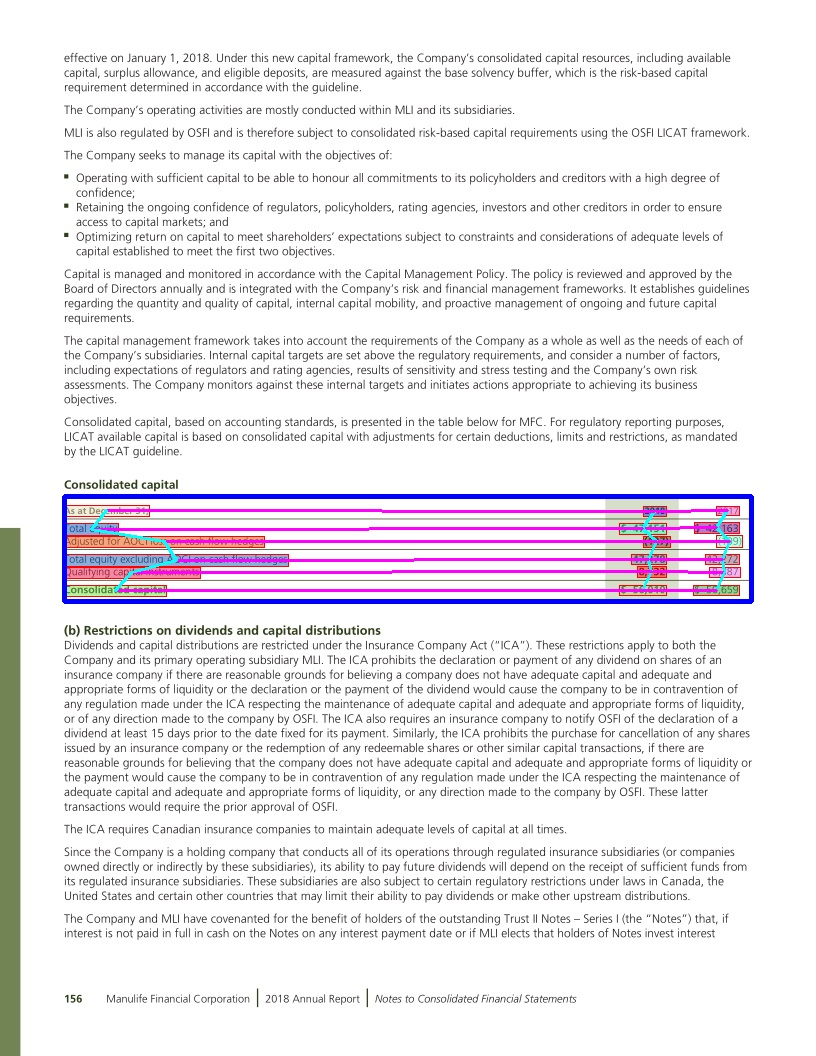 effective on January 1, 2018. Under this new capital framework, the Company's consolidated capital resources, including available
capital, surplus allowance, and eligible deposits, are measured against the base solvency buffer, which is the risk-based capital
requirement determined in accordance with the guideline.
The Company's operating activities are mostly conducted within MLI and its subsidiaries.
MLI is also regulated by OSFI and is therefore subject to consolidated risk-based capital requirements using the OSFI LICAT framework.
The Company seeks to manage its capital with the objectives of:
▪ Operating with sufficient capital to be able to honour all commitments to its policyholders and creditors with a high degree of
confidence;
▪ Retaining the ongoing confidence of regulators, policyholders, rating agencies, investors and other creditors in order to ensure
access to capital markets; and
▪ Optimizing return on capital to meet shareholders' expectations subject to constraints and considerations of adequate levels of
capital established to meet the first two objectives.
Capital is managed and monitored in accordance with the Capital Management Policy. The policy is reviewed and approved by the
Board of Directors annually and is integrated with the Company's risk and financial management frameworks. It establishes guidelines
regarding the quantity and quality of capital, internal capital mobility, and proactive management of ongoing and future capital
requirements.
The capital management framework takes into account the requirements of the Company as a whole as well as the needs of each of
the Company's subsidiaries. Internal capital targets are set above the regulatory requirements, and consider a number of factors,
including expectations of regulators and rating agencies, results of sensitivity and stress testing and the Company's own risk
assessments. The Company monitors against these internal targets and initiates actions appropriate to achieving its business
objectives.
Consolidated capital, based on accounting standards, is presented in the table below for MFC. For regulatory reporting purposes,
LICAT available capital is based on consolidated capital with adjustments for certain deductions, limits and restrictions, as mandated
by the LICAT guideline.
Consolidated capital
As at December 31, 2018 2017
Total equity $ 47,151 $ 42,163
Adjusted for AOCI loss on cash flow hedges (127) (109)
Total equity excluding AOCI on cash flow hedges 47,278 42,272
Qualifying capital instruments 8,732 8,387
Consolidated capital $ 56,010 $ 50,659
(b) Restrictions on dividends and capital distributions
Dividends and capital distributions are restricted under the Insurance Company Act ("ICA"). These restrictions apply to both the
Company and its primary operating subsidiary MLI. The ICA prohibits the declaration or payment of any dividend on shares of an
insurance company if there are reasonable grounds for believing a company does not have adequate capital and adequate and
appropriate forms of liquidity or the declaration or the payment of the dividend would cause the company to be in contravention of
any regulation made under the ICA respecting the maintenance of adequate capital and adequate and appropriate forms of liquidity,
or of any direction made to the company by OSFI. The ICA also requires an insurance company to notify OSFI of the declaration of a
dividend at least 15 days prior to the date fixed for its payment. Similarly, the ICA prohibits the purchase for cancellation of any shares
issued by an insurance company or the redemption of any redeemable shares or other similar capital transactions, if there are
reasonable grounds for believing that the company does not have adequate capital and adequate and appropriate forms of liquidity or
the payment would cause the company to be in contravention of any regulation made under the ICA respecting the maintenance of
adequate capital and adequate and appropriate forms of liquidity, or any direction made to the company by OSFI. These latter
transactions would require the prior approval of OSFI.
The ICA requires Canadian insurance companies to maintain adequate levels of capital at all times.
Since the Company is a holding company that conducts all of its operations through regulated insurance subsidiaries (or companies
owned directly or indirectly by these subsidiaries), its ability to pay future dividends will depend on the receipt of sufficient funds from
its regulated insurance subsidiaries. These subsidiaries are also subject to certain regulatory restrictions under laws in Canada, the
United States and certain other countries that may limit their ability to pay dividends or make other upstream distributions.
The Company and MLI have covenanted for the benefit of holders of the outstanding Trust II Notes – Series I (the "Notes") that, if
interest is not paid in full in cash on the Notes on any interest payment date or if MLI elects that holders of Notes invest interest
156 Manulife Financial Corporation | 2018 Annual Report | Notes to Consolidated Financial Statements